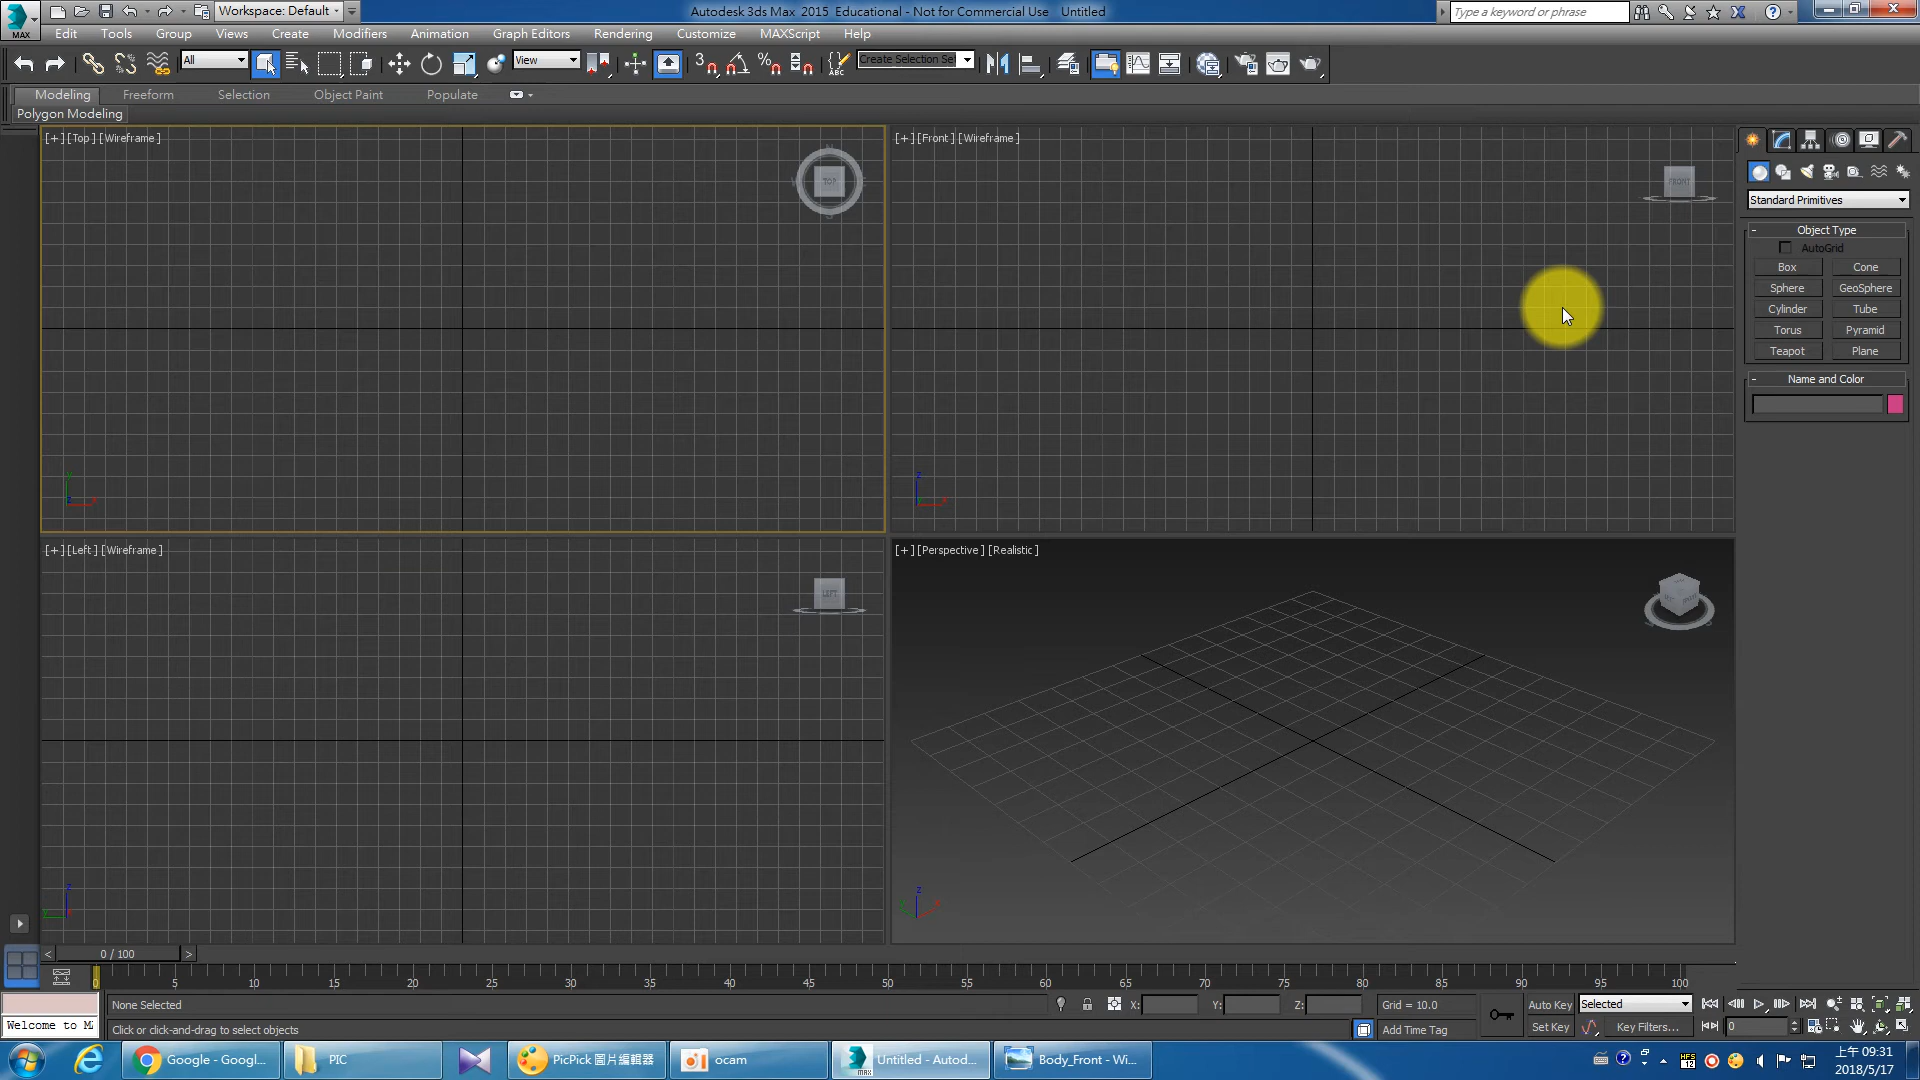 Workspace: Default
Autodesk 3ds Max 2015 Educational - Not for Commercial Use Untitled
Type a keyword or phrase
MAX
Edit Tools Group Views Create Modifiers Animation Graph Editors Rendering Customize MAXScript Help
All View Create Selection Se
Modeling Freeform Selection Object Paint Populate
Polygon Modeling
[+] [Top] [Wireframe]
[+] [Front] [Wireframe]
TOP
FRONT
Standard Primitives
- Object Type
AutoGrid
Box Cone
Sphere GeoSphere
Cylinder Tube
Torus Pyramid
Teapot Plane
- Name and Color
[+] [Left] [Wireframe]
[+] [Perspective] [Realistic]
LEFT
< 0 / 100 >
0 5 10 15 20 25 30 35 40 45 50 55 60 65 70 75 80 85 90 95 100
None Selected X: Y: Z: Grid = 10.0 Auto Key Selected
Welcome to M
Click or click-and-drag to select objects Add Time Tag Set Key Key Filters... 0
Google - Googl... PIC PicPick 圖片編輯器 ocam Untitled - Autod... Body_Front - Wi...
上午 09:31
2018/5/17